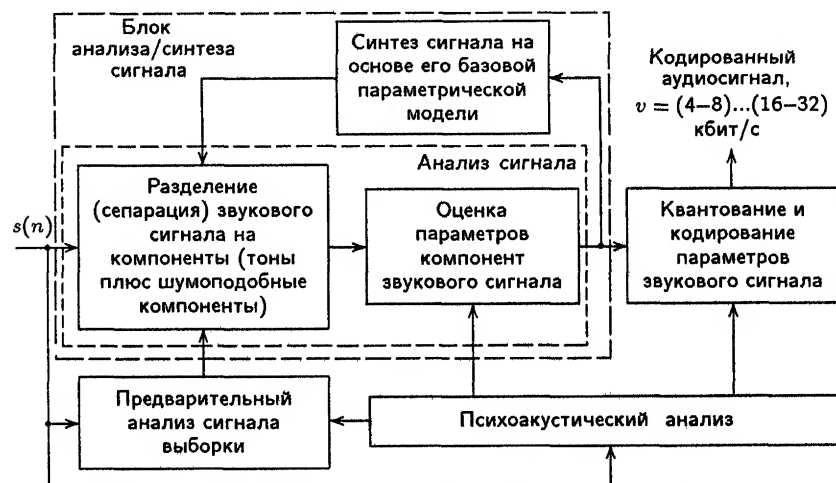 Блок
анализа/синтеза
сигнала
Синтез сигнала на
основе его базовой
параметрической
модели
Кодированный
аудиосигнал,
v = (4–8)...(16–32)
кбит/с
Анализ сигнала
s(n)
Разделение
(сепарация) звукового
сигнала на
компоненты (тоны
плюс шумоподобные
компоненты)
Оценка
параметров
компонент
звукового сигнала
Квантование и
кодирование
параметров
звукового сигнала
Предварительный
анализ сигнала
выборки
Психоакустический анализ